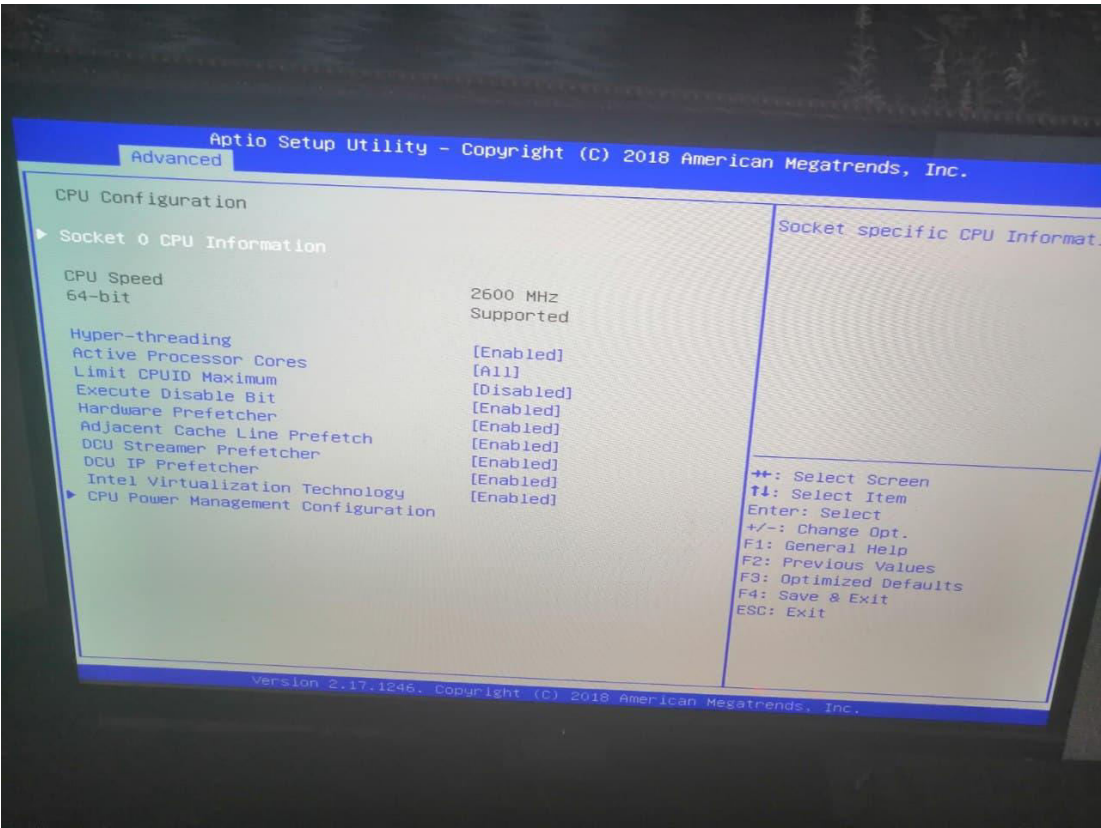 Aptio Setup Utility – Copyright (C) 2018 American Megatrends, Inc.
Advanced
CPU Configuration
Socket 0 CPU Information
CPU Speed 2600 MHz
64-bit Supported
Hyper-threading [Enabled]
Active Processor Cores [All]
Limit CPUID Maximum [Disabled]
Execute Disable Bit [Enabled]
Hardware Prefetcher [Enabled]
Adjacent Cache Line Prefetch [Enabled]
DCU Streamer Prefetcher [Enabled]
DCU IP Prefetcher [Enabled]
Intel Virtualization Technology [Enabled]
CPU Power Management Configuration
Socket specific CPU Informat
→←: Select Screen
↑↓: Select Item
Enter: Select
+/-: Change Opt.
F1: General Help
F2: Previous Values
F3: Optimized Defaults
F4: Save & Exit
ESC: Exit
Version 2.17.1246. Copyright (C) 2018 American Megatrends, Inc.